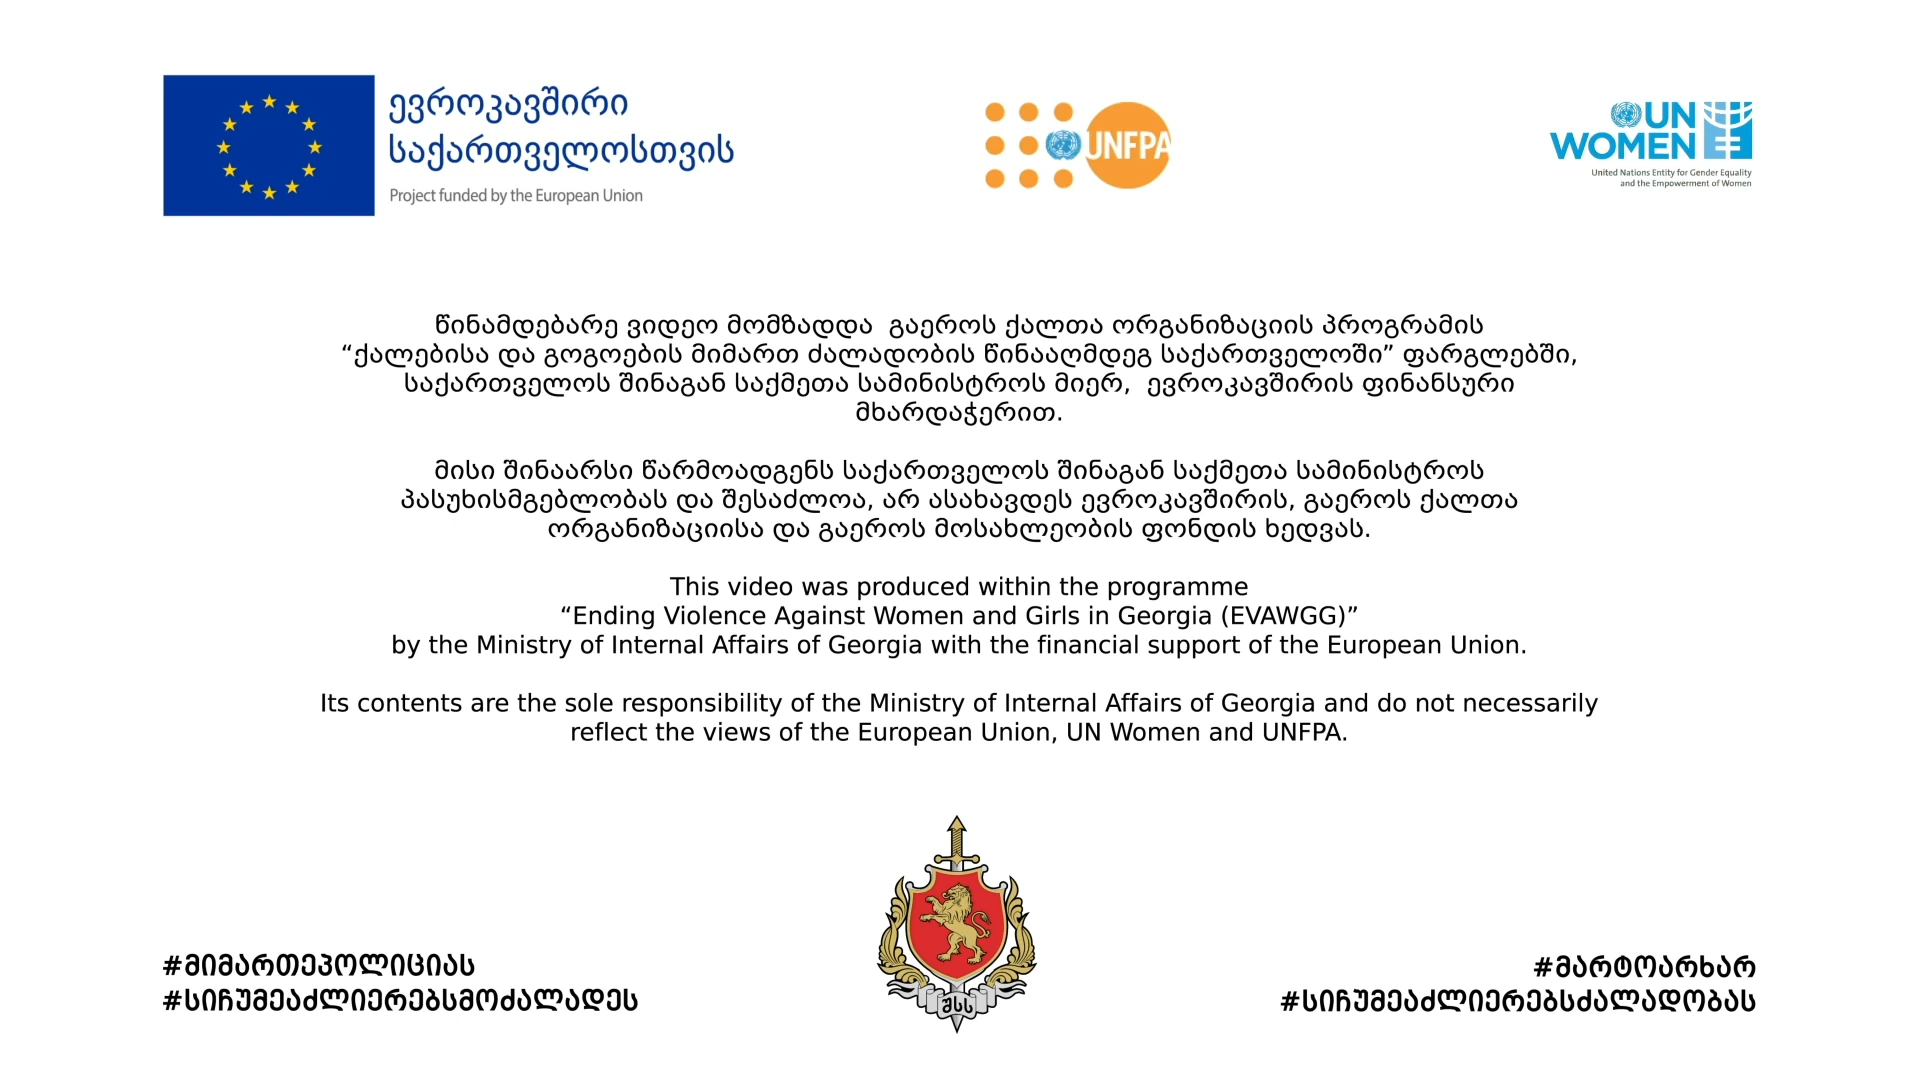 ევროკავშირი
საქართველოსთვის
Project funded by the European Union
UNFPA
UN
WOMEN
United Nations Entity for Gender Equality
and the Empowerment of Women
წინამდებარე ვიდეო მომზადდა გაეროს ქალთა ორგანიზაციის პროგრამის
“ქალებისა და გოგოების მიმართ ძალადობის წინააღმდეგ საქართველოში” ფარგლებში,
საქართველოს შინაგან საქმეთა სამინისტროს მიერ, ევროკავშირის ფინანსური
მხარდაჭერით.
მისი შინაარსი წარმოადგენს საქართველოს შინაგან საქმეთა სამინისტროს
პასუხისმგებლობას და შესაძლოა, არ ასახავდეს ევროკავშირის, გაეროს ქალთა
ორგანიზაციისა და გაეროს მოსახლეობის ფონდის ხედვას.
This video was produced within the programme
“Ending Violence Against Women and Girls in Georgia (EVAWGG)”
by the Ministry of Internal Affairs of Georgia with the financial support of the European Union.
Its contents are the sole responsibility of the Ministry of Internal Affairs of Georgia and do not necessarily
reflect the views of the European Union, UN Women and UNFPA.
შსს
#მიმართეპოლიციას
#სიჩუმეაძლიერებსმოძალადეს
#მარტოარხარ
#სიჩუმეაძლიერებსძალადობას